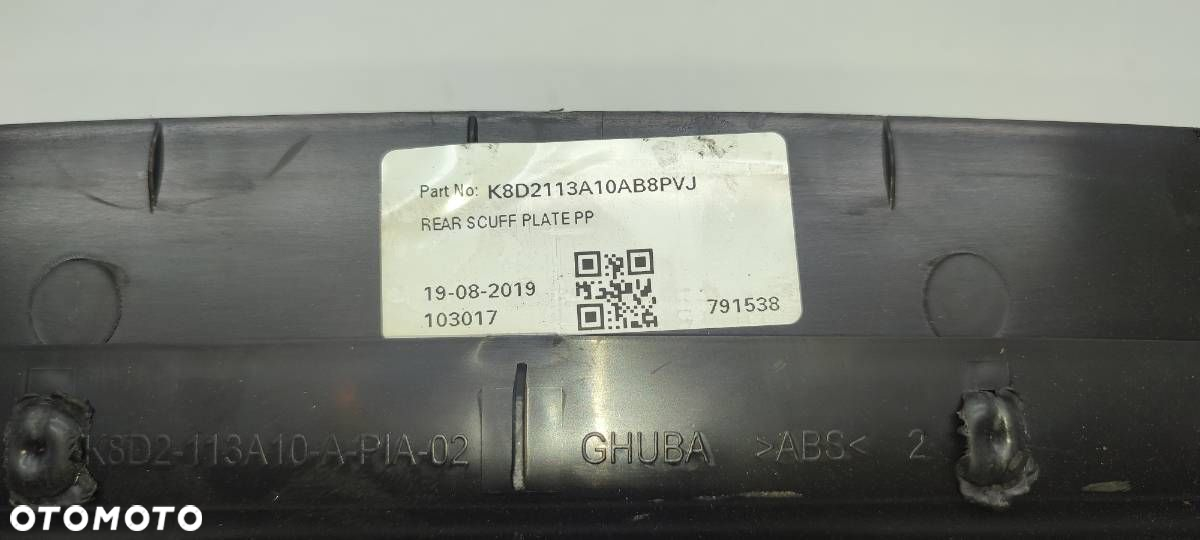 Part No: K8D2113A10AB8PVJ
REAR SCUFF PLATE PP
19-08-2019
103017
791538
K8D2-113A10-A-PIA-02 GHUBA >ABS< 2
OTOMOTO